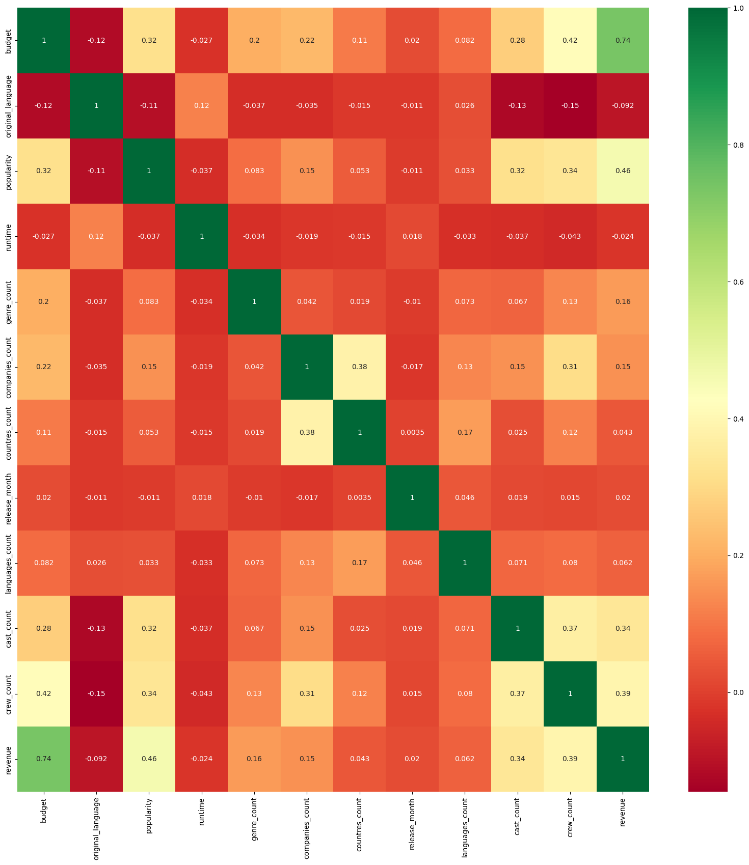 budget 1 -0.12 0.32 -0.027 0.2 0.22 0.11 0.02 0.082 0.28 0.42 0.74
original_language -0.12 1 -0.11 0.12 -0.037 -0.035 -0.015 -0.011 0.026 -0.13 -0.15 -0.092
popularity 0.32 -0.11 1 -0.037 0.083 0.15 0.053 -0.011 0.033 0.32 0.34 0.46
runtime -0.027 0.12 -0.037 1 -0.034 -0.019 -0.015 0.018 -0.033 -0.037 -0.043 -0.024
genre_count 0.2 -0.037 0.083 -0.034 1 0.042 0.019 -0.01 0.073 0.067 0.13 0.16
companies_count 0.22 -0.035 0.15 -0.019 0.042 1 0.38 -0.017 0.13 0.15 0.31 0.15
countres_count 0.11 -0.015 0.053 -0.015 0.019 0.38 1 0.0035 0.17 0.025 0.12 0.043
release_month 0.02 -0.011 -0.011 0.018 -0.01 -0.017 0.0035 1 0.046 0.019 0.015 0.02
languages_count 0.082 0.026 0.033 -0.033 0.073 0.13 0.17 0.046 1 0.071 0.08 0.062
cast_count 0.28 -0.13 0.32 -0.037 0.067 0.15 0.025 0.019 0.071 1 0.37 0.34
crew_count 0.42 -0.15 0.34 -0.043 0.13 0.31 0.12 0.015 0.08 0.37 1 0.39
revenue 0.74 -0.092 0.46 -0.024 0.16 0.15 0.043 0.02 0.062 0.34 0.39 1
budget original_language popularity runtime genre_count companies_count countres_count release_month languages_count cast_count crew_count revenue
1.0
0.8
0.6
0.4
0.2
0.0